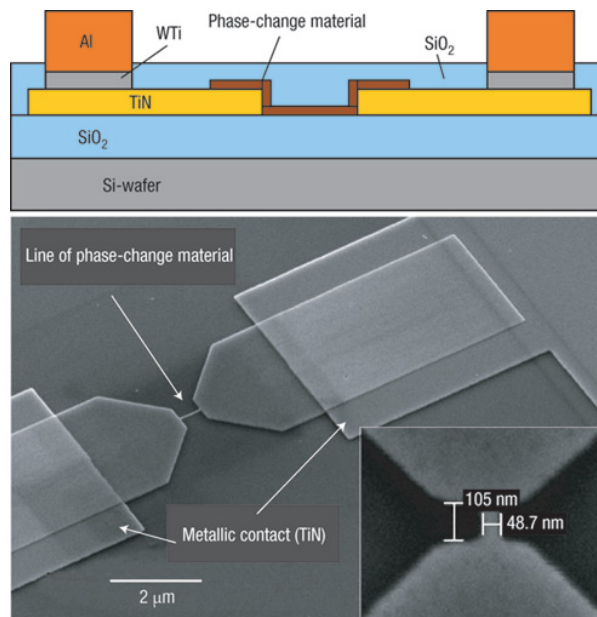 Phase-change material
Al
WTi
SiO₂
TiN
SiO₂
Si-wafer
Line of phase-change material
105 nm
48.7 nm
Metallic contact (TiN)
2 μm